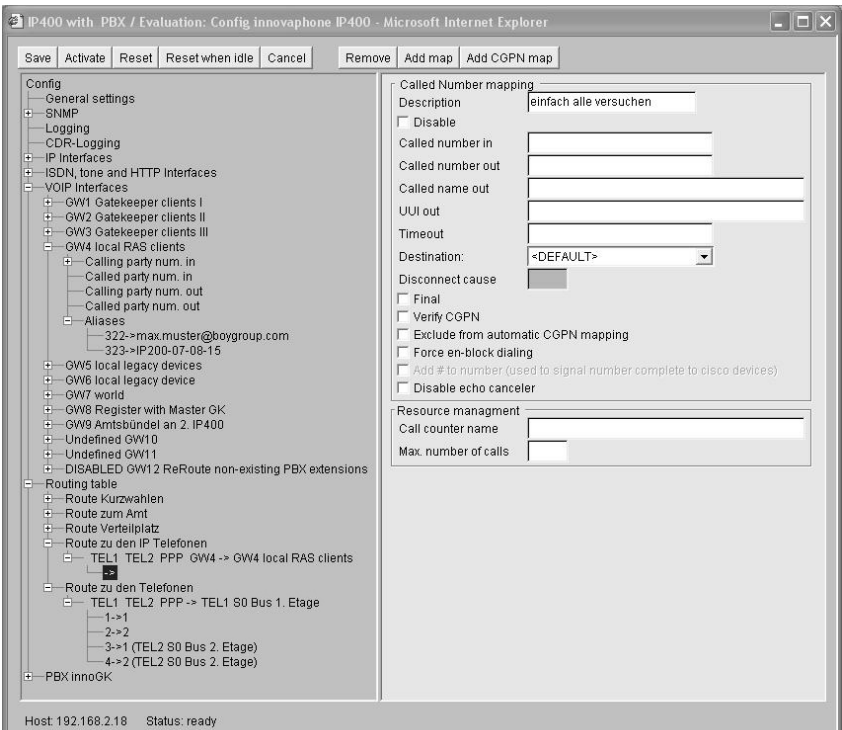 IP400 with PBX / Evaluation: Config innovaphone IP400 - Microsoft Internet Explorer
Save Activate Reset Reset when idle Cancel Remove Add map Add CGPN map
Config
General settings
SNMP
Logging
CDR-Logging
IP Interfaces
ISDN, tone and HTTP Interfaces
VOIP Interfaces
GW1 Gatekeeper clients I
GW2 Gatekeeper clients II
GW3 Gatekeeper clients III
GW4 local RAS clients
Calling party num. in
Called party num. in
Calling party num. out
Called party num. out
Aliases
322->max.muster@boygroup.com
323->IP200-07-08-15
GW5 local legacy devices
GW6 local legacy device
GW7 world
GW8 Register with Master GK
GW9 Amtsbündel an 2. IP400
Undefined GW10
Undefined GW11
DISABLED GW12 ReRoute non-existing PBX extensions
Routing table
Route Kurzwahlen
Route zum Amt
Route Verteilplatz
Route zu den IP Telefonen
TEL1 TEL2 PPP GW4 -> GW4 local RAS clients
->
Route zu den Telefonen
TEL1 TEL2 PPP -> TEL1 S0 Bus 1. Etage
1->1
2->2
3->1 (TEL2 S0 Bus 2. Etage)
4->2 (TEL2 S0 Bus 2. Etage)
PBX innoGK
Called Number mapping
Description einfach alle versuchen
Disable
Called number in
Called number out
Called name out
UUI out
Timeout
Destination: <DEFAULT>
Disconnect cause
Final
Verify CGPN
Exclude from automatic CGPN mapping
Force en-block dialing
Add # to number (used to signal number complete to cisco devices)
Disable echo canceler
Resource managment
Call counter name
Max. number of calls
Host: 192.168.2.18 Status: ready